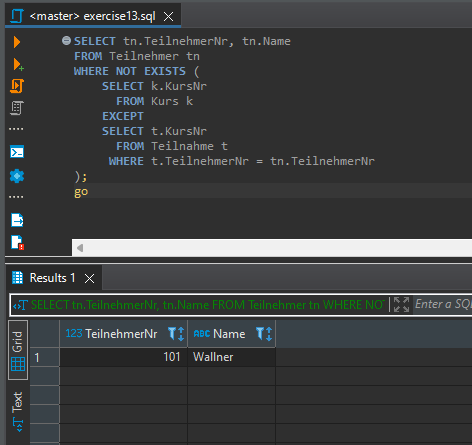 <master> exercise13.sql
SELECT tn.TeilnehmerNr, tn.Name
FROM Teilnehmer tn
WHERE NOT EXISTS (
SELECT k.KursNr
FROM Kurs k
EXCEPT
SELECT t.KursNr
FROM Teilnahme t
WHERE t.TeilnehmerNr = tn.TeilnehmerNr
);
go
Results 1
SELECT tn.TeilnehmerNr, tn.Name FROM Teilnehmer tn WHERE NO
Enter a SQ
Grid
Text
123 TeilnehmerNr ABC Name
1 101 Wallner